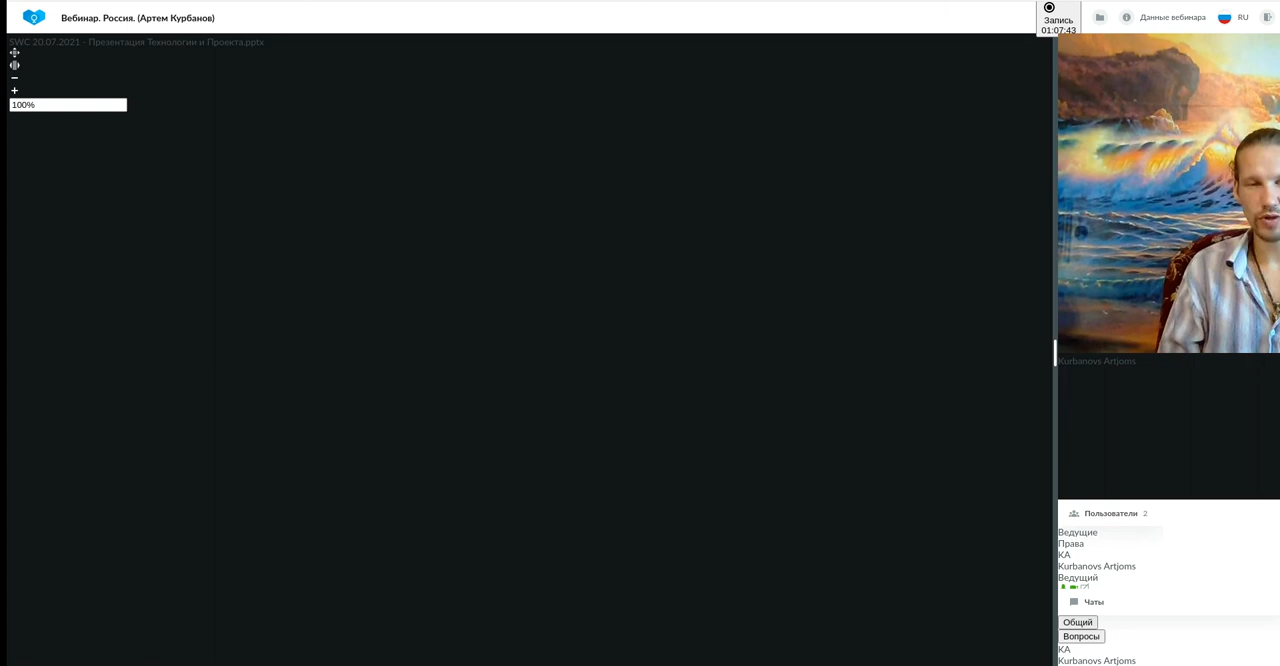 Вебинар. Россия. (Артем Курбанов)
Запись
01:07:43
Данные вебинара
RU
SWC 20.07.2021 - Презентация Технологии и Проекта.pptx
100%
Kurbanovs Artjoms
Пользователи 2
Ведущие
Права
KA
Kurbanovs Artjoms
Ведущий
Чаты
Общий
Вопросы
KA
Kurbanovs Artjoms